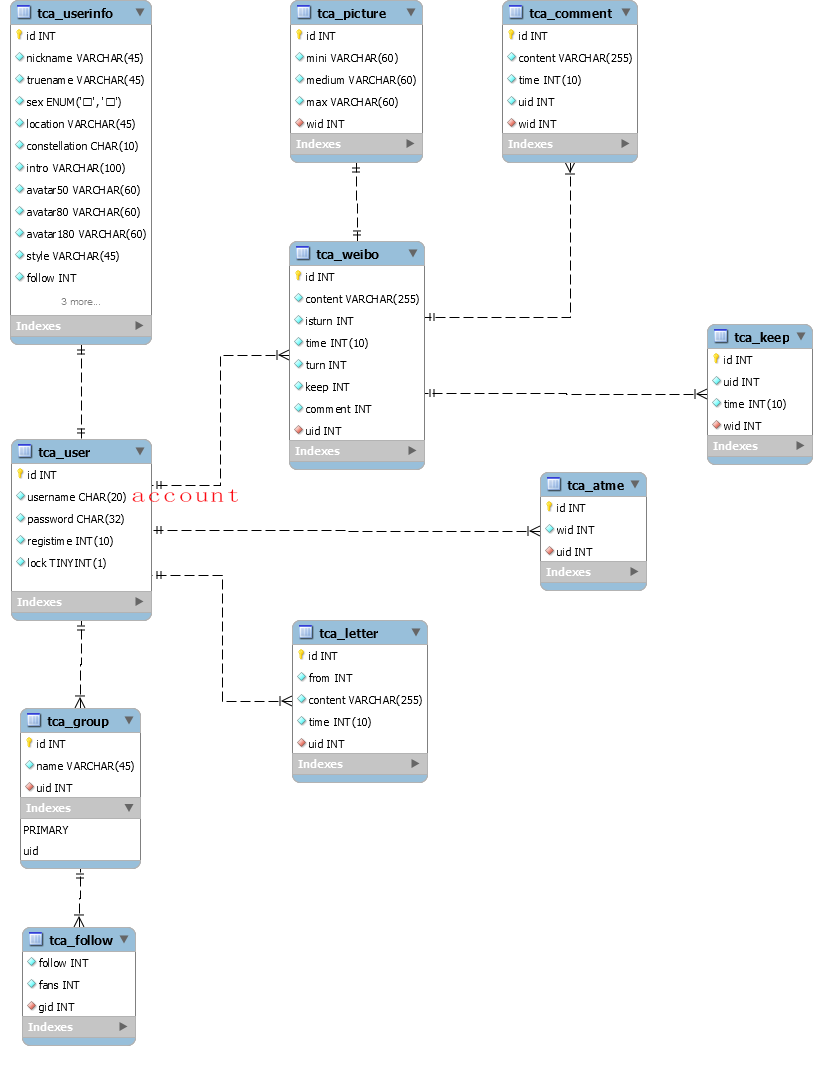 tca_userinfo
id INT
nickname VARCHAR(45)
truename VARCHAR(45)
sex ENUM('□', '□')
location VARCHAR(45)
constellation CHAR(10)
intro VARCHAR(100)
avatar50 VARCHAR(60)
avatar80 VARCHAR(60)
avatar180 VARCHAR(60)
style VARCHAR(45)
follow INT
3 more...
Indexes
tca_picture
id INT
mini VARCHAR(60)
medium VARCHAR(60)
max VARCHAR(60)
wid INT
Indexes
tca_comment
id INT
content VARCHAR(255)
time INT(10)
uid INT
wid INT
Indexes
tca_weibo
id INT
content VARCHAR(255)
isturn INT
time INT(10)
turn INT
keep INT
comment INT
uid INT
Indexes
tca_keep
id INT
uid INT
time INT(10)
wid INT
Indexes
tca_user
id INT
username CHAR(20) account
password CHAR(32)
registime INT(10)
lock TINYINT(1)
Indexes
tca_atme
id INT
wid INT
uid INT
Indexes
tca_letter
id INT
from INT
content VARCHAR(255)
time INT(10)
uid INT
Indexes
tca_group
id INT
name VARCHAR(45)
uid INT
Indexes
PRIMARY
uid
tca_follow
follow INT
fans INT
gid INT
Indexes